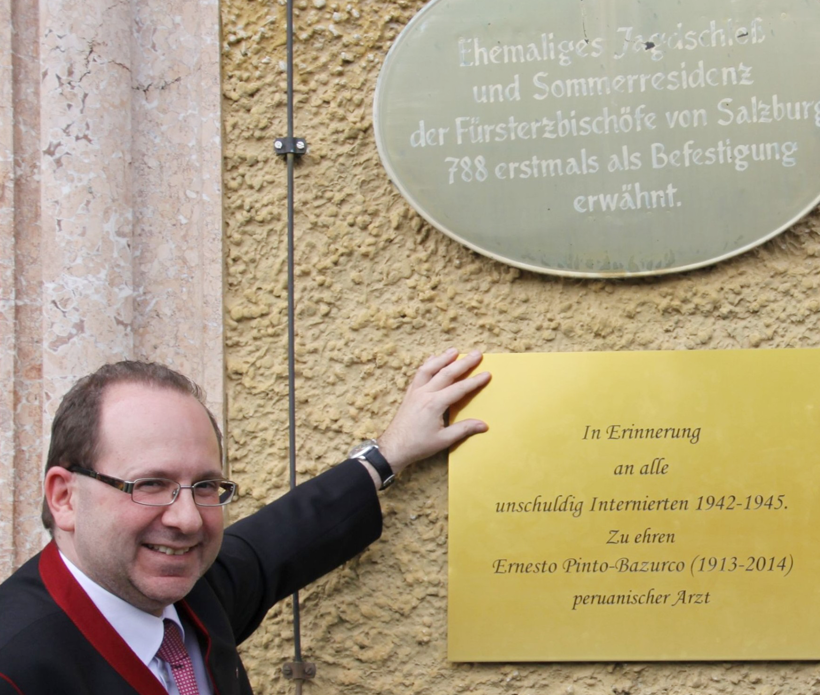 Ehemaliges Jagdschloß
und Sommerresidenz
der Fürsterzbischöfe von Salzburg
788 erstmals als Befestigung
erwähnt.
In Erinnerung
an alle
unschuldig Internierten 1942-1945.
Zu ehren
Ernesto Pinto-Bazurco (1913-2014)
peruanischer Arzt